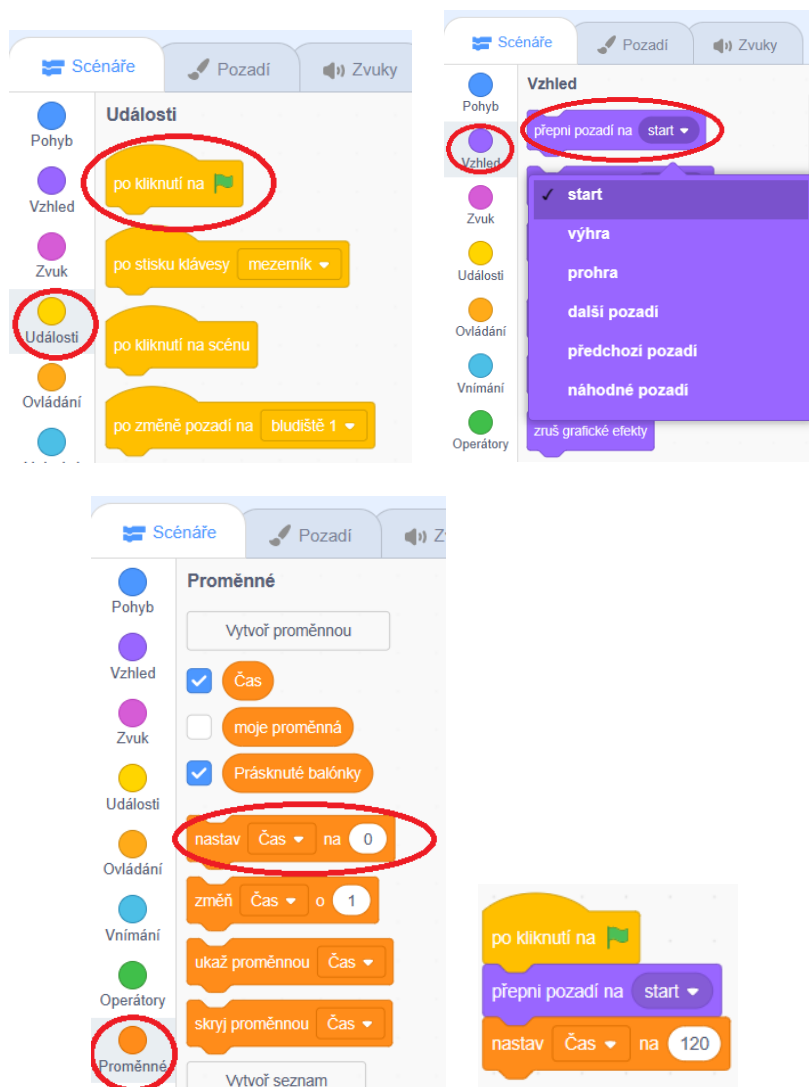 Scénáře
Pozadí
Zvuky
Události
Pohyb
Vzhled
Zvuk
Události
Ovládání
po kliknutí na
po stisku klávesy mezerník
po kliknutí na scénu
po změně pozadí na bludiště 1
Scénáře
Pozadí
Zvuky
Vzhled
Pohyb
Vzhled
Zvuk
Události
Ovládání
Vnímání
Operátory
přepni pozadí na start
✓ start
výhra
prohra
další pozadí
předchozí pozadí
náhodné pozadí
zruš grafické efekty
Scénáře
Pozadí
Proměnné
Pohyb
Vzhled
Zvuk
Události
Ovládání
Vnímání
Operátory
Proměnné
Vytvoř proměnnou
Čas
moje proměnná
Prásknuté balónky
nastav Čas na 0
změň Čas o 1
ukaž proměnnou Čas
skryj proměnnou Čas
Vytvoř seznam
po kliknutí na
přepni pozadí na start
nastav Čas na 120